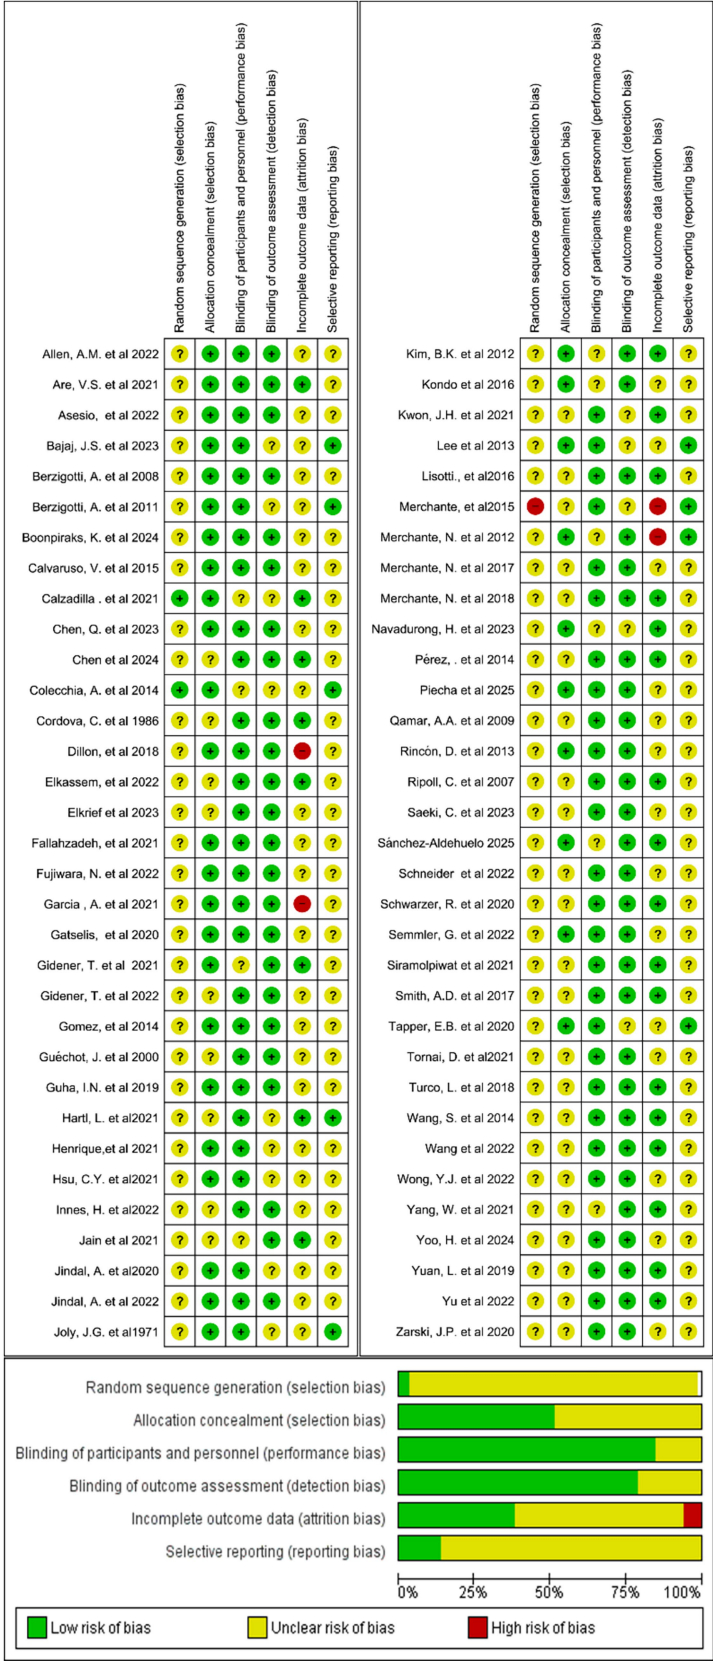 Random sequence generation (selection bias)
Allocation concealment (selection bias)
Blinding of participants and personnel (performance bias)
Blinding of outcome assessment (detection bias)
Incomplete outcome data (attrition bias)
Selective reporting (reporting bias)
Allen, A.M. et al 2022 ? + + + ? ?
Are, V.S. et al 2021 ? + + + + ?
Asesio, et al 2022 ? + + + ? ?
Bajaj, J.S. et al 2023 ? + + ? ? +
Berzigotti, A. et al 2008 ? + + + ? ?
Berzigotti, A. et al 2011 ? + + ? ? +
Boonpiraks, K. et al 2024 ? + + + ? ?
Calvaruso, V. et al 2015 ? + + + ? ?
Calzadilla . et al 2021 + + ? ? + ?
Chen, Q. et al 2023 ? + + + ? ?
Chen et al 2024 ? ? + + + ?
Colecchia, A. et al 2014 + + ? ? ? +
Cordova, C. et al 1986 ? ? + + + ?
Dillon, et al 2018 ? + + + - ?
Elkassem, et al 2022 ? ? + + + ?
Elkrief et al 2023 ? ? + + ? ?
Fallahzadeh, et al 2021 ? + + + ? ?
Fujiwara, N. et al 2022 ? + + + ? ?
Garcia , A. et al 2021 ? + + + - ?
Gatselis, et al 2020 ? + + + ? ?
Gidener, T. et al 2021 ? + ? + + ?
Gidener, T. et al 2022 ? ? + + ? ?
Gomez, et al 2014 ? + + + ? ?
Guéchot, J. et al 2000 ? ? + + ? ?
Guha, I.N. et al 2019 ? + + + ? ?
Hartl, L. et al2021 ? ? + ? + +
Henrique,et al 2021 ? + + ? ? ?
Hsu, C.Y. et al2021 ? + + ? ? ?
Innes, H. et al2022 ? ? + + ? ?
Jain et al 2021 ? ? ? + + ?
Jindal, A. et al2020 ? + + ? ? ?
Jindal, A. et al 2022 ? + + + ? ?
Joly, J.G. et al1971 ? + + ? ? +
Random sequence generation (selection bias)
Allocation concealment (selection bias)
Blinding of participants and personnel (performance bias)
Blinding of outcome assessment (detection bias)
Incomplete outcome data (attrition bias)
Selective reporting (reporting bias)
Kim, B.K. et al 2012 ? + ? + + ?
Kondo et al 2016 ? + ? + ? ?
Kwon, J.H. et al 2021 ? ? + ? + ?
Lee et al 2013 ? + + ? ? +
Lisotti., et al2016 ? ? + + + ?
Merchante, et al2015 - ? + ? - +
Merchante, N. et al 2012 ? + ? + - +
Merchante, N. et al 2017 ? ? + + ? ?
Merchante, N. et al 2018 ? ? + + + ?
Navadurong, H. et al 2023 ? + ? ? + ?
Pérez, . et al 2014 ? ? + + + ?
Piecha et al 2025 ? + + + ? ?
Qamar, A.A. et al 2009 ? ? + + ? ?
Rincón, D. et al 2013 ? + + + ? ?
Ripoll, C. et al 2007 ? ? + + + ?
Saeki, C. et al 2023 ? ? + + ? ?
Sánchez-Aldehuelo 2025 ? + ? + + ?
Schneider et al 2022 ? ? + + ? ?
Schwarzer, R. et al 2020 ? ? + + + ?
Semmler, G. et al 2022 ? + + + ? ?
Siramolpiwat et al 2021 ? ? + + + ?
Smith, A.D. et al 2017 ? ? + + + ?
Tapper, E.B. et al 2020 ? + + ? ? +
Tornai, D. et al2021 ? ? + + ? ?
Turco, L. et al 2018 ? ? + + + ?
Wang, S. et al 2014 ? ? + + + ?
Wang et al 2022 ? ? + + + ?
Wong, Y.J. et al 2022 ? ? + + ? ?
Yang, W. et al 2021 ? ? ? + + ?
Yoo, H. et al 2024 ? ? + + ? ?
Yuan, L. et al 2019 ? ? + + + ?
Yu et al 2022 ? ? + + + ?
Zarski, J.P. et al 2020 ? ? + + ? ?
Random sequence generation (selection bias)
Allocation concealment (selection bias)
Blinding of participants and personnel (performance bias)
Blinding of outcome assessment (detection bias)
Incomplete outcome data (attrition bias)
Selective reporting (reporting bias)
0% 25% 50% 75% 100%
Low risk of bias
Unclear risk of bias
High risk of bias